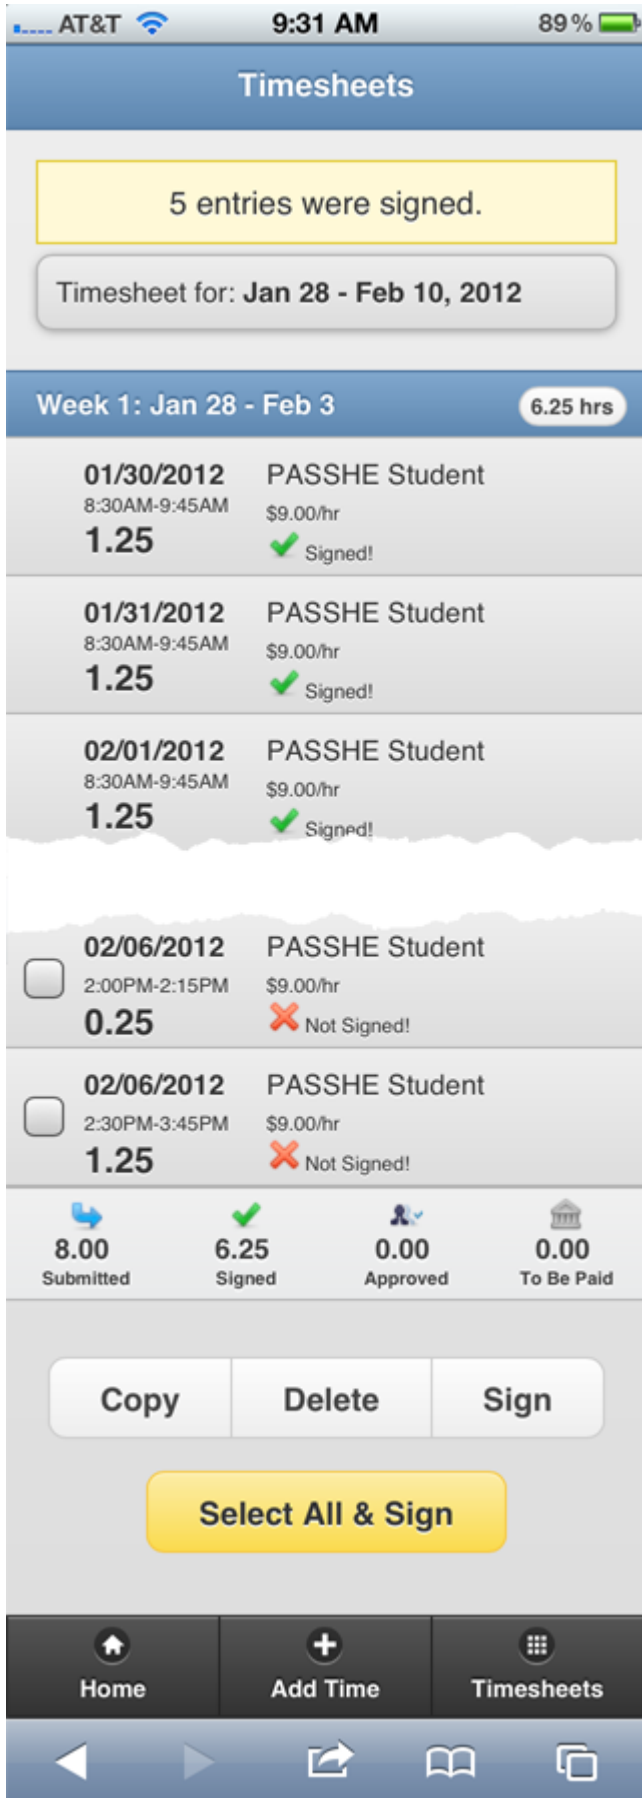 AT&T 9:31 AM 89%
Timesheets
5 entries were signed.
Timesheet for: Jan 28 - Feb 10, 2012
Week 1: Jan 28 - Feb 3 6.25 hrs
01/30/2012 PASSHE Student
8:30AM-9:45AM $9.00/hr
1.25 Signed!
01/31/2012 PASSHE Student
8:30AM-9:45AM $9.00/hr
1.25 Signed!
02/01/2012 PASSHE Student
8:30AM-9:45AM $9.00/hr
1.25 Signed!
02/06/2012 PASSHE Student
2:00PM-2:15PM $9.00/hr
0.25 Not Signed!
02/06/2012 PASSHE Student
2:30PM-3:45PM $9.00/hr
1.25 Not Signed!
8.00 6.25 0.00 0.00
Submitted Signed Approved To Be Paid
Copy Delete Sign
Select All & Sign
Home Add Time Timesheets